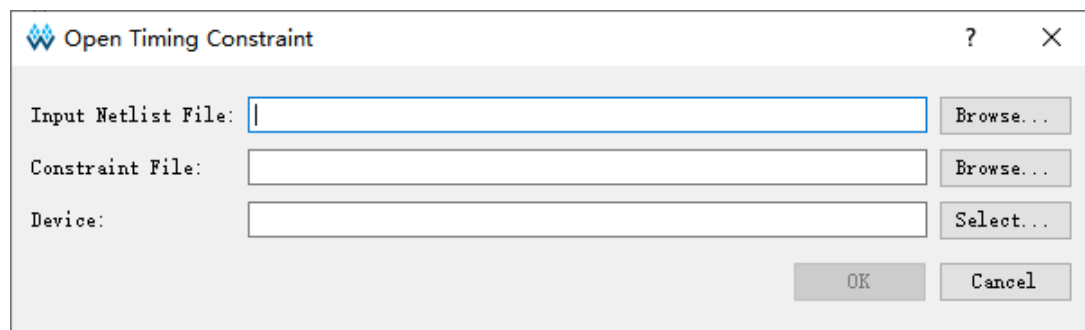 Open Timing Constraint ?
Input Netlist File: Browse...
Constraint File: Browse...
Device: Select...
OK Cancel